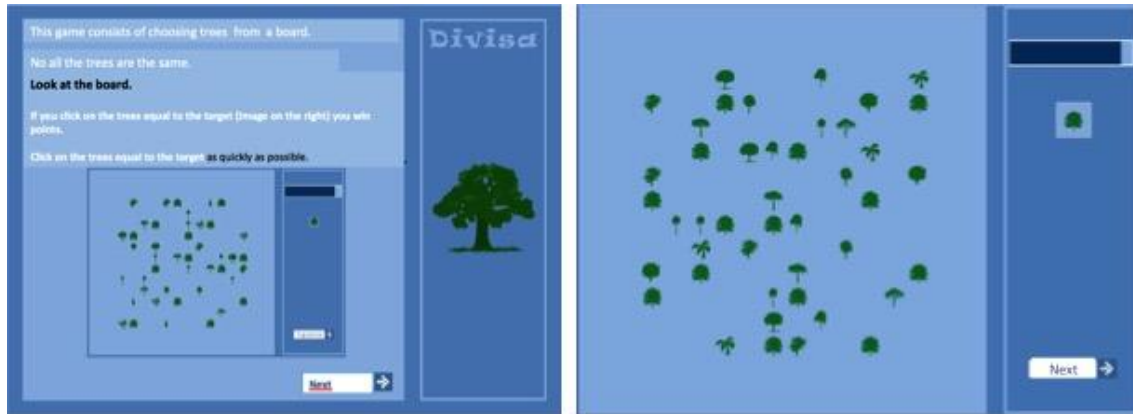 This game consists of choosing trees from a board.
Divisa
No all the trees are the same.
Look at the board.
If you click on the trees equal to the target (Image on the right) you win
points.
Click on the trees equal to the target as quickly as possible.
Next
Next